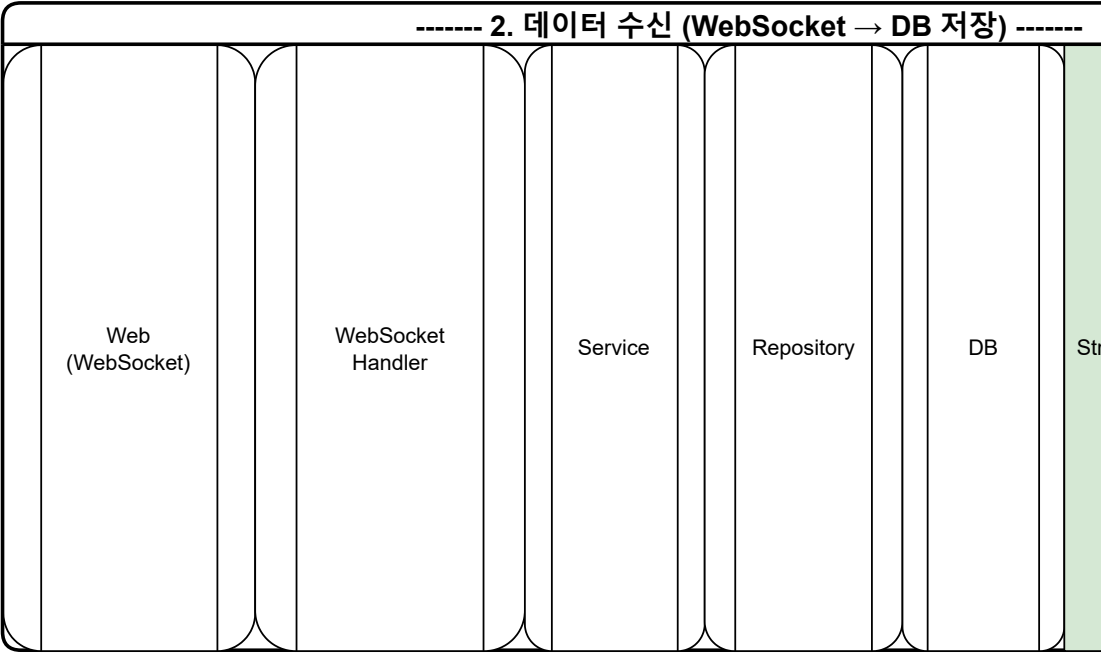 ------- 2. 데이터 수신 (WebSocket → DB 저장) -------
Web
(WebSocket)
WebSocket
Handler
Service
Repository
DB